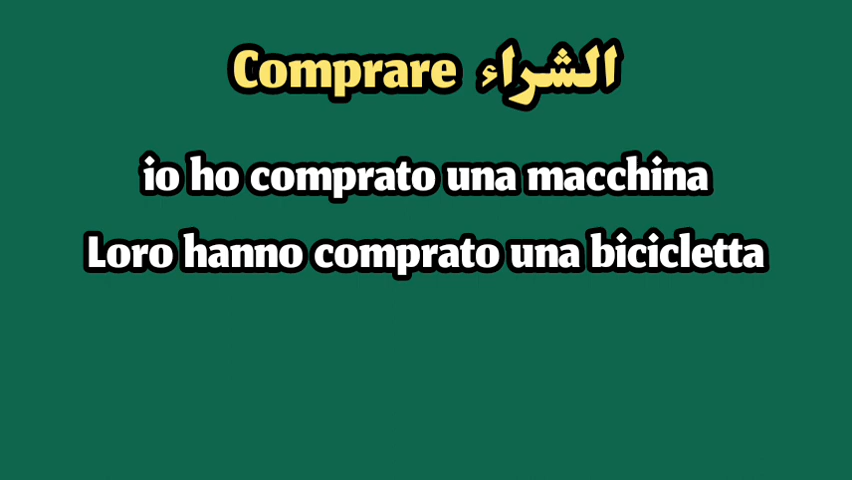 Comprare الشراء
io ho comprato una macchina
Loro hanno comprato una bicicletta